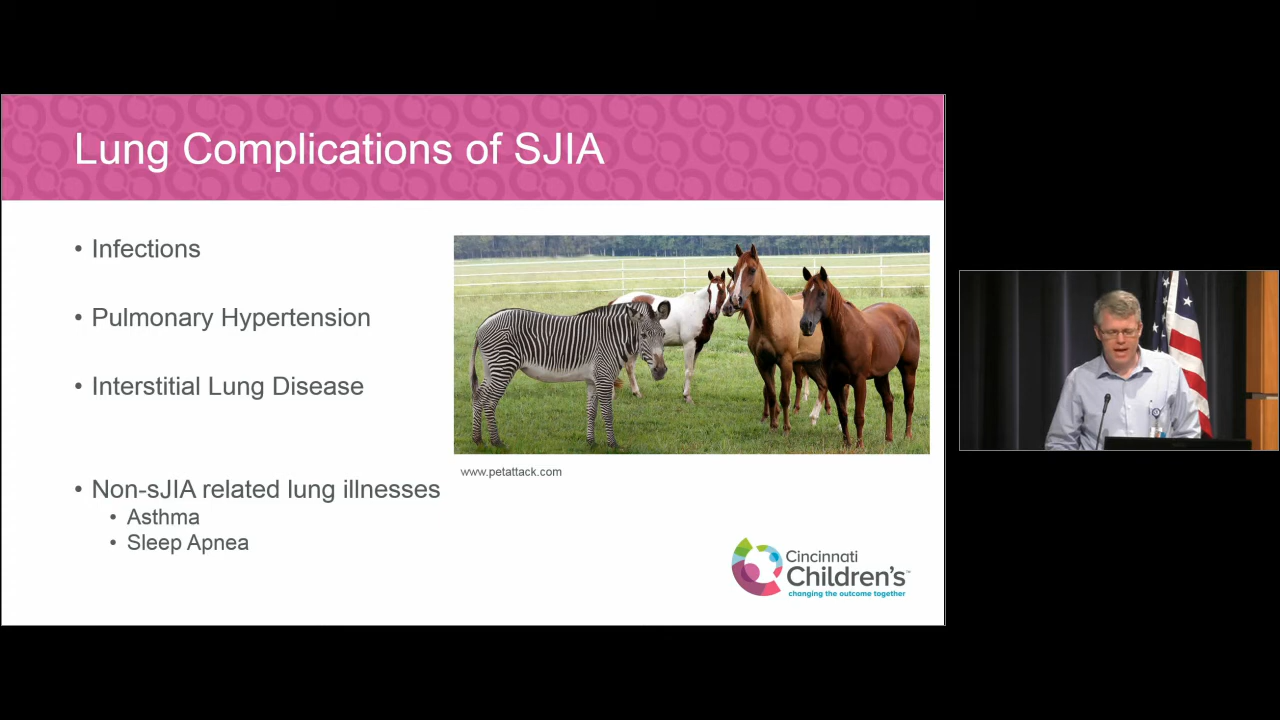 Lung Complications of SJIA
• Infections
• Pulmonary Hypertension
• Interstitial Lung Disease
• Non-sJIA related lung illnesses
• Asthma
• Sleep Apnea
www.petattack.com
Cincinnati
Children's™
changing the outcome together